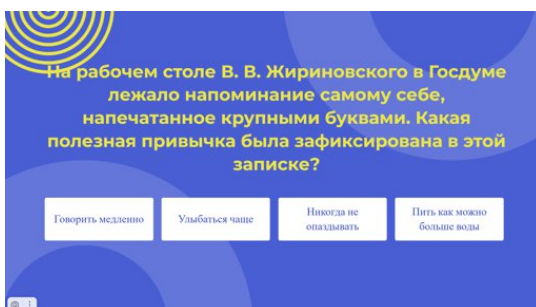 На рабочем столе В. В. Жириновского в Госдуме
лежало напоминание самому себе,
напечатанное крупными буквами. Какая
полезная привычка была зафиксирована в этой
записке?
Говорить медленно
Улыбаться чаще
Никогда не
опаздывать
Пить как можно
больше воды